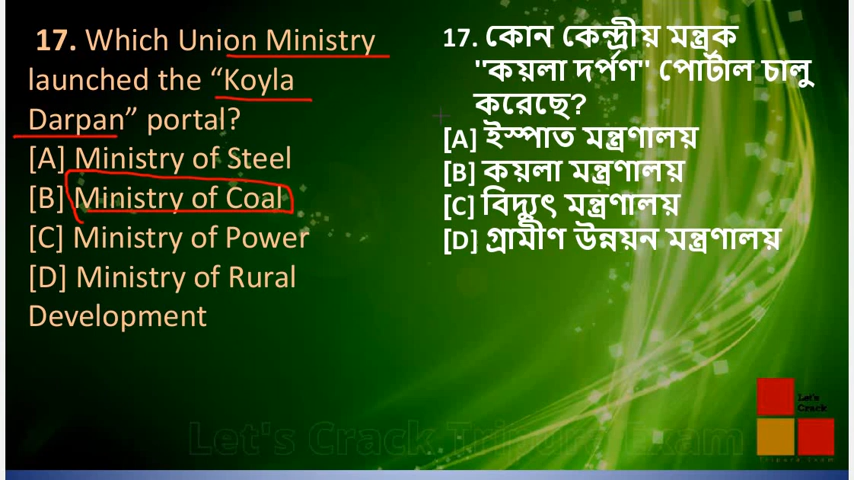 17. Which Union Ministry
launched the “Koyla
Darpan” portal?
[A] Ministry of Steel
[B] Ministry of Coal
[C] Ministry of Power
[D] Ministry of Rural
Development
17. কোন কেন্দ্রীয় মন্ত্রক
"কয়লা দর্পণ" পোর্টাল চালু
করেছে?
[A] ইস্পাত মন্ত্রণালয়
[B] কয়লা মন্ত্রণালয়
[C] বিদ্যুৎ মন্ত্রণালয়
[D] গ্রামীণ উন্নয়ন মন্ত্রণালয়
Let's
Crack
Tripura Exam
Let's Crack Tripura Exam